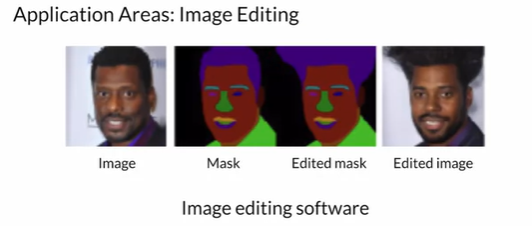 Application Areas: Image Editing
Image Mask Edited mask Edited image
Image editing software